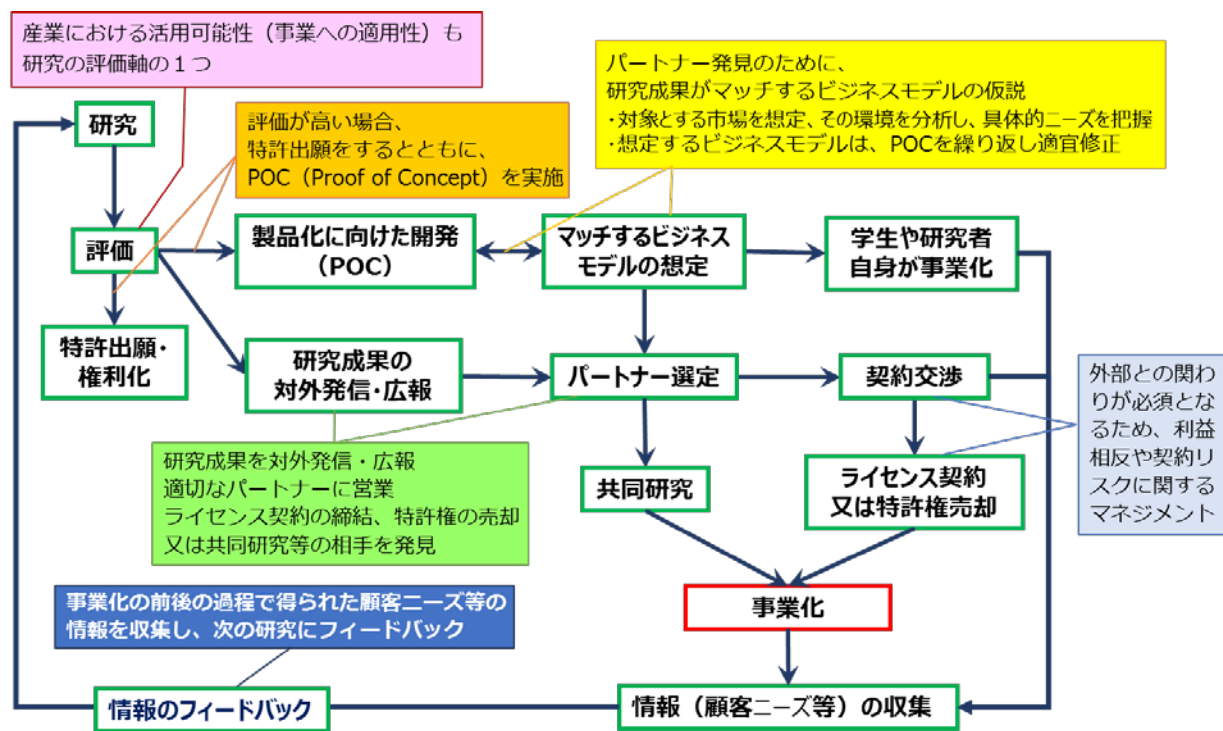 産業における活用可能性（事業への適用性）も
研究の評価軸の１つ
パートナー発見のために、
研究成果がマッチするビジネスモデルの仮説
・対象とする市場を想定、その環境を分析し、具体的ニーズを把握
・想定するビジネスモデルは、POCを繰り返し適宜修正
研究
評価が高い場合、
特許出願をするとともに、
POC（Proof of Concept）を実施
評価
製品化に向けた開発
（POC）
マッチするビジネス
モデルの想定
学生や研究者
自身が事業化
特許出願・
権利化
研究成果の
対外発信・広報
パートナー選定
契約交渉
外部との関わ
りが必須とな
るため、利益
相反や契約リ
スクに関する
マネジメント
研究成果を対外発信・広報
適切なパートナーに営業
ライセンス契約の締結、特許権の売却
又は共同研究等の相手を発見
共同研究
ライセンス契約
又は特許権売却
事業化の前後の過程で得られた顧客ニーズ等の
情報を収集し、次の研究にフィードバック
事業化
情報のフィードバック
情報（顧客ニーズ等）の収集